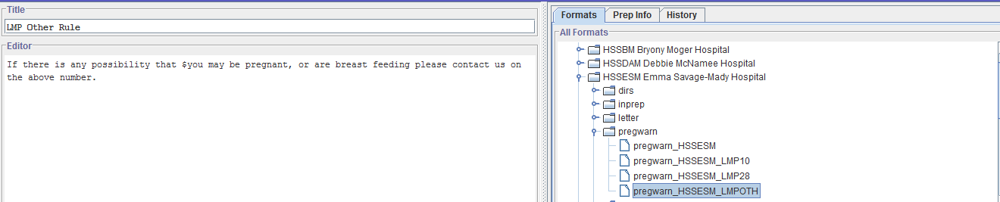 Title
LMP Other Rule
Editor
If there is any possibility that $you may be pregnant, or are breast feeding please contact us on
the above number.
Formats Prep Info History
All Formats
HSSBM Bryony Moger Hospital
HSSDAM Debbie McNamee Hospital
HSSESM Emma Savage-Mady Hospital
dirs
inprep
letter
pregwarn
pregwarn_HSSESM
pregwarn_HSSESM_LMP10
pregwarn_HSSESM_LMP28
pregwarn_HSSESM_LMPOTH